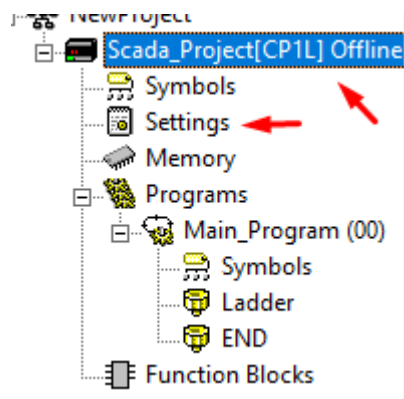 NewProject
Scada_Project[CP1L] Offline
Symbols
Settings
Memory
Programs
Main_Program (00)
Symbols
Ladder
END
Function Blocks